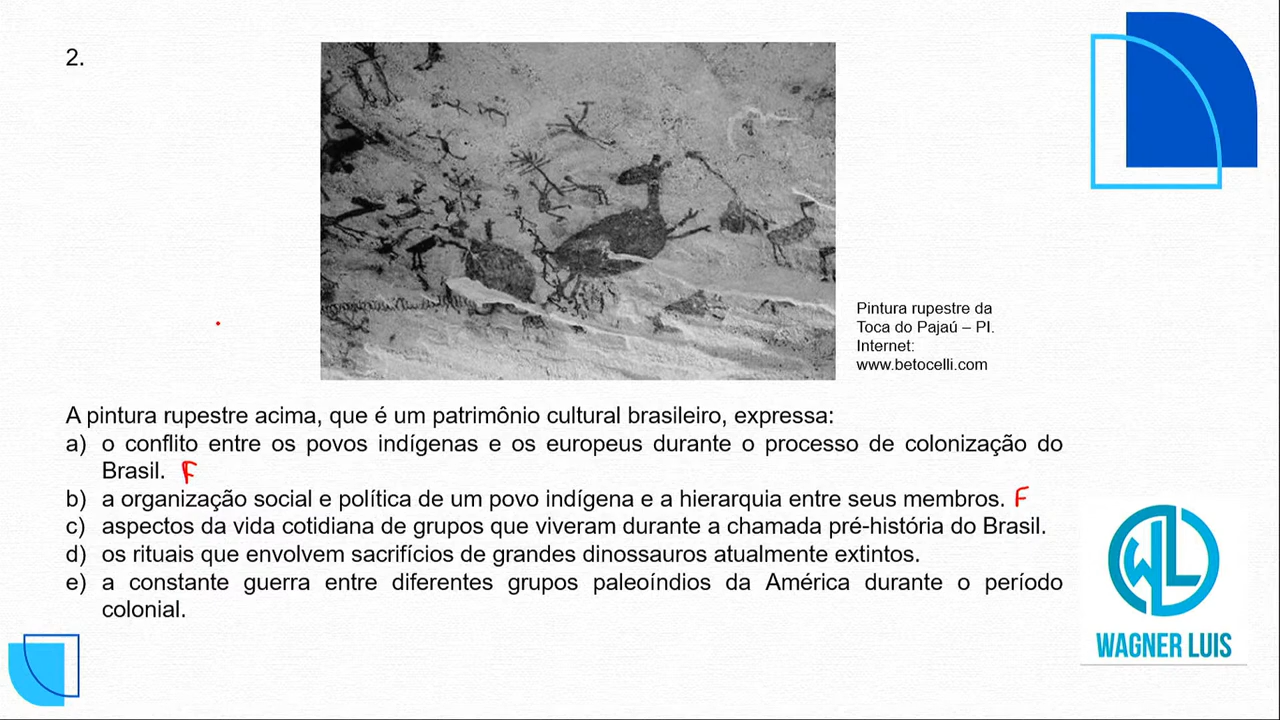 2.
Pintura rupestre da
Toca do Pajaú – PI.
Internet:
www.betocelli.com
A pintura rupestre acima, que é um patrimônio cultural brasileiro, expressa:
a) o conflito entre os povos indígenas e os europeus durante o processo de colonização do
Brasil. F
b) a organização social e política de um povo indígena e a hierarquia entre seus membros. F
c) aspectos da vida cotidiana de grupos que viveram durante a chamada pré-história do Brasil.
d) os rituais que envolvem sacrifícios de grandes dinossauros atualmente extintos.
e) a constante guerra entre diferentes grupos paleoíndios da América durante o período
colonial.
WL
WAGNER LUIS